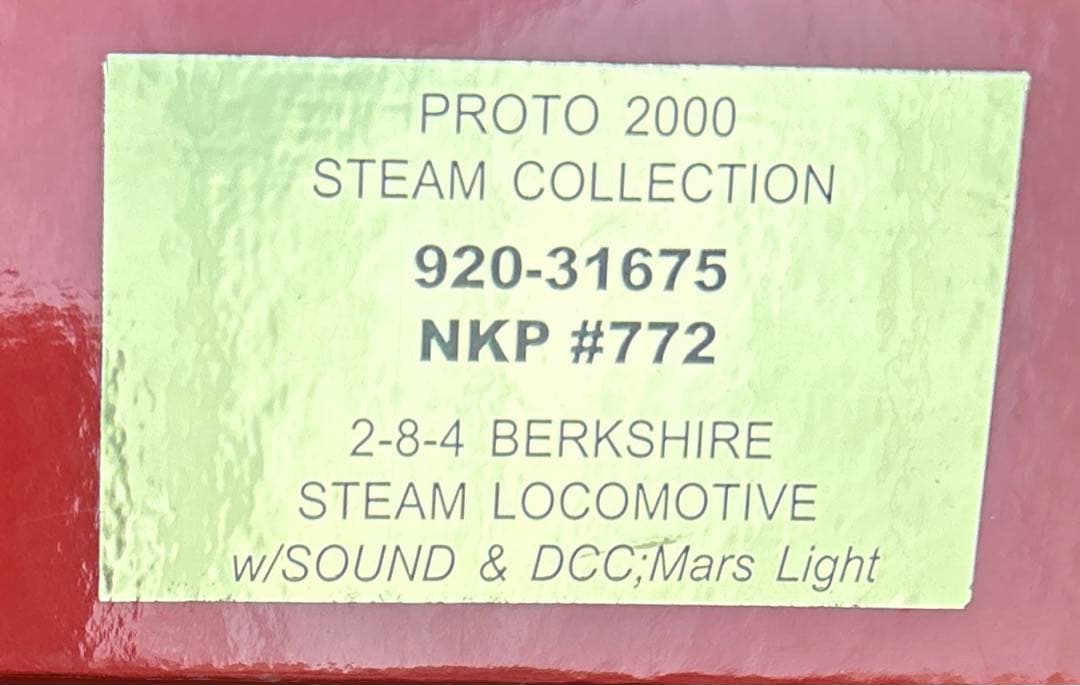 PROTO 2000
STEAM COLLECTION
920-31675
NKP #772
2-8-4 BERKSHIRE
STEAM LOCOMOTIVE
w/SOUND & DCC;Mars Light